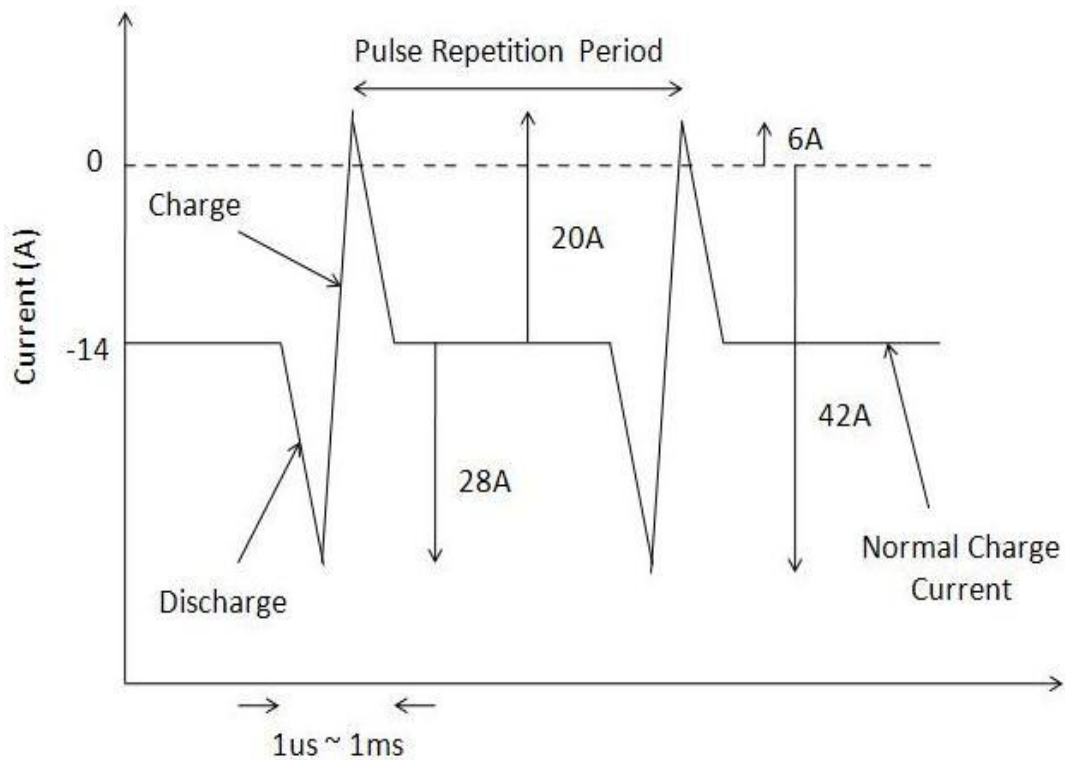 Pulse Repetition Period
6A
0
Charge
20A
Current (A)
-14
42A
28A
Normal Charge
Current
Discharge
1us ~ 1ms